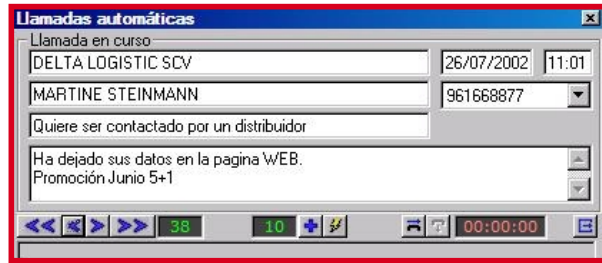 Llamadas automáticas
Llamada en curso
DELTA LOGISTIC SCV 26/07/2002 11:01
MARTINE STEINMANN 961668877
Quiere ser contactado por un distribuidor
Ha dejado sus datos en la pagina WEB.
Promoción Junio 5+1
38 10 00:00:00